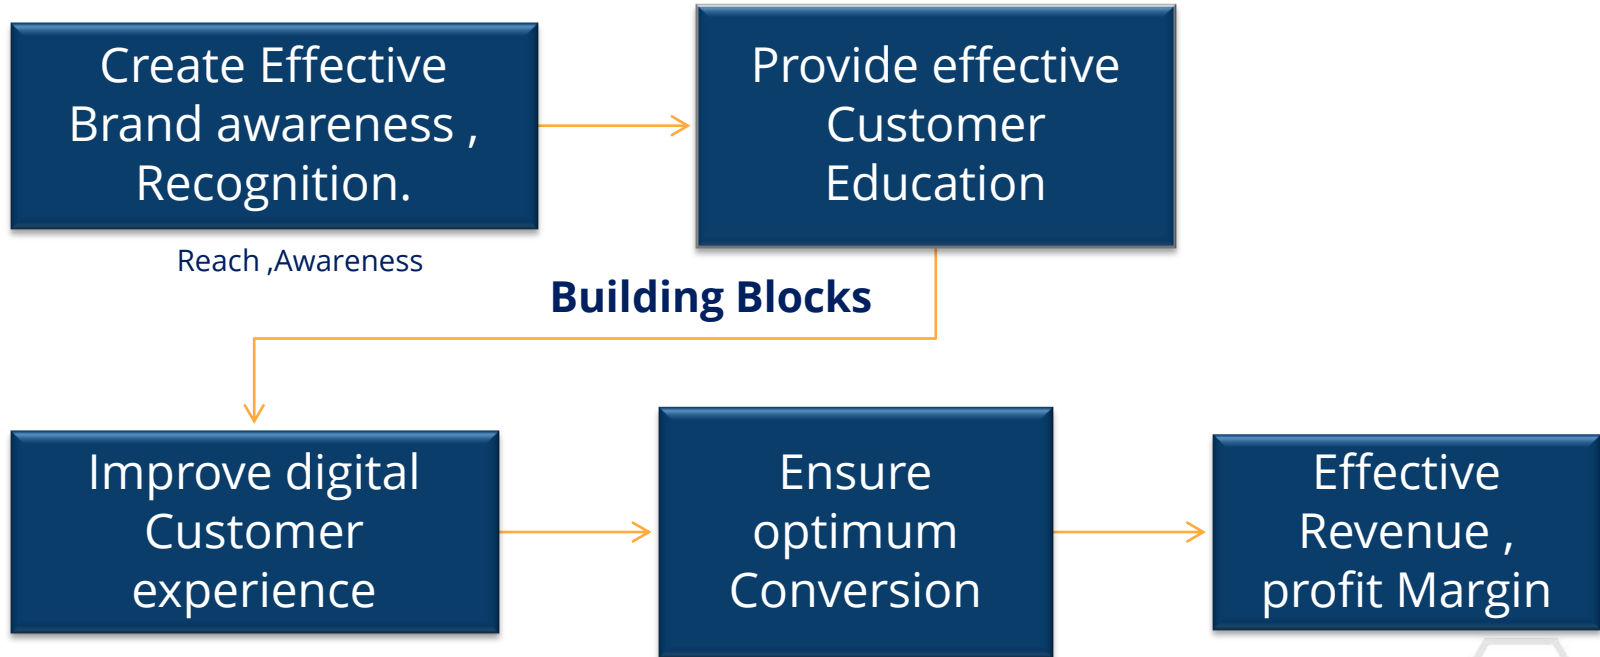 Create Effective
Brand awareness ,
Recognition.
Provide effective
Customer
Education
Reach ,Awareness
Building Blocks
Improve digital
Customer
experience
Ensure
optimum
Conversion
Effective
Revenue ,
profit Margin